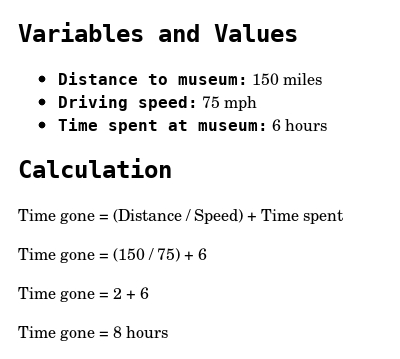 Variables and Values
• Distance to museum: 150 miles
• Driving speed: 75 mph
• Time spent at museum: 6 hours
Calculation
Time gone = (Distance / Speed) + Time spent
Time gone = (150 / 75) + 6
Time gone = 2 + 6
Time gone = 8 hours